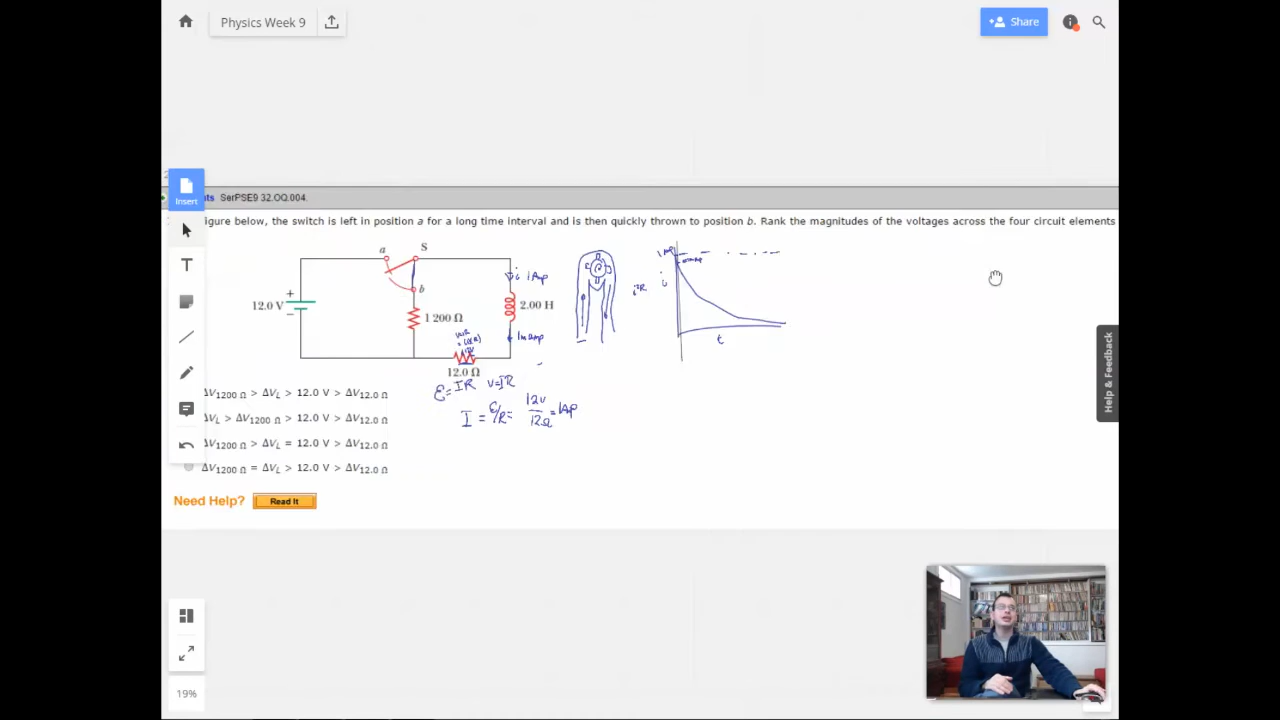 Physics Week 9
Share
Insert
nts SerPSE9 32.OQ.004.
igure below, the switch is left in position a for a long time interval and is then quickly thrown to position b. Rank the magnitudes of the voltages across the four circuit elements
a
S
b
+
12.0 V
−
1 200 Ω
2.00 H
12.0 Ω
i 1 Amp
i²R
i
t
ℰ = IR V=IR
I = ℰ/R = 12V/12Ω = 1Amp
ΔV1200 Ω > ΔVL > 12.0 V > ΔV12.0 Ω
ΔVL > ΔV1200 Ω > 12.0 V > ΔV12.0 Ω
ΔV1200 Ω > ΔVL = 12.0 V > ΔV12.0 Ω
ΔV1200 Ω = ΔVL > 12.0 V > ΔV12.0 Ω
Need Help? Read It
Help & Feedback
19%